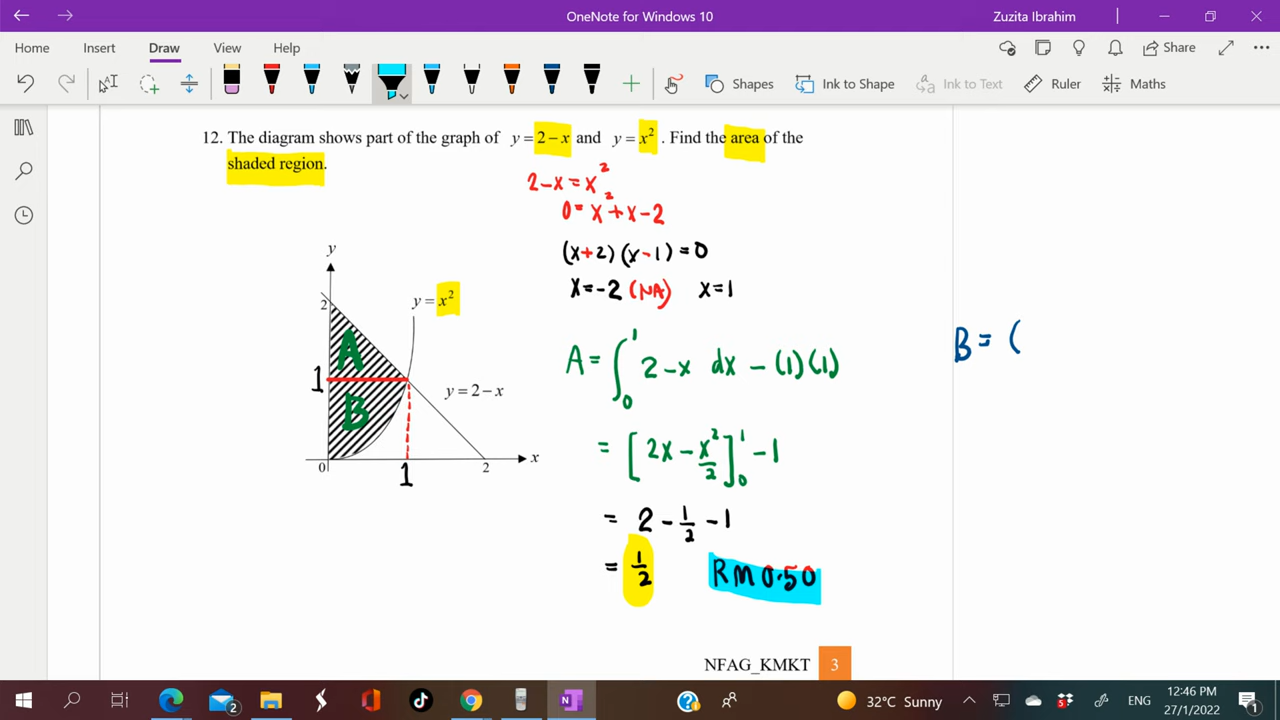 OneNote for Windows 10
Zuzita Ibrahim
Home Insert Draw View Help
Share
Shapes Ink to Shape Ink to Text Ruler Maths
12. The diagram shows part of the graph of y = 2 − x and y = x². Find the area of the
shaded region.
2-x = x²
0 = x² + x - 2
(x+2)(x-1) = 0
x = -2 (NA) x = 1
y
2
y = x²
A
1
B
y = 2 − x
0
1
2
x
A = ∫₀¹ 2-x dx - (1)(1)
= [2x - x²/2]₀¹ - 1
= 2 - 1/2 - 1
= 1/2 RM 0.50
B = (
NFAG_KMKT 3
2
5
32°C Sunny
ENG
12:46 PM
27/1/2022
1